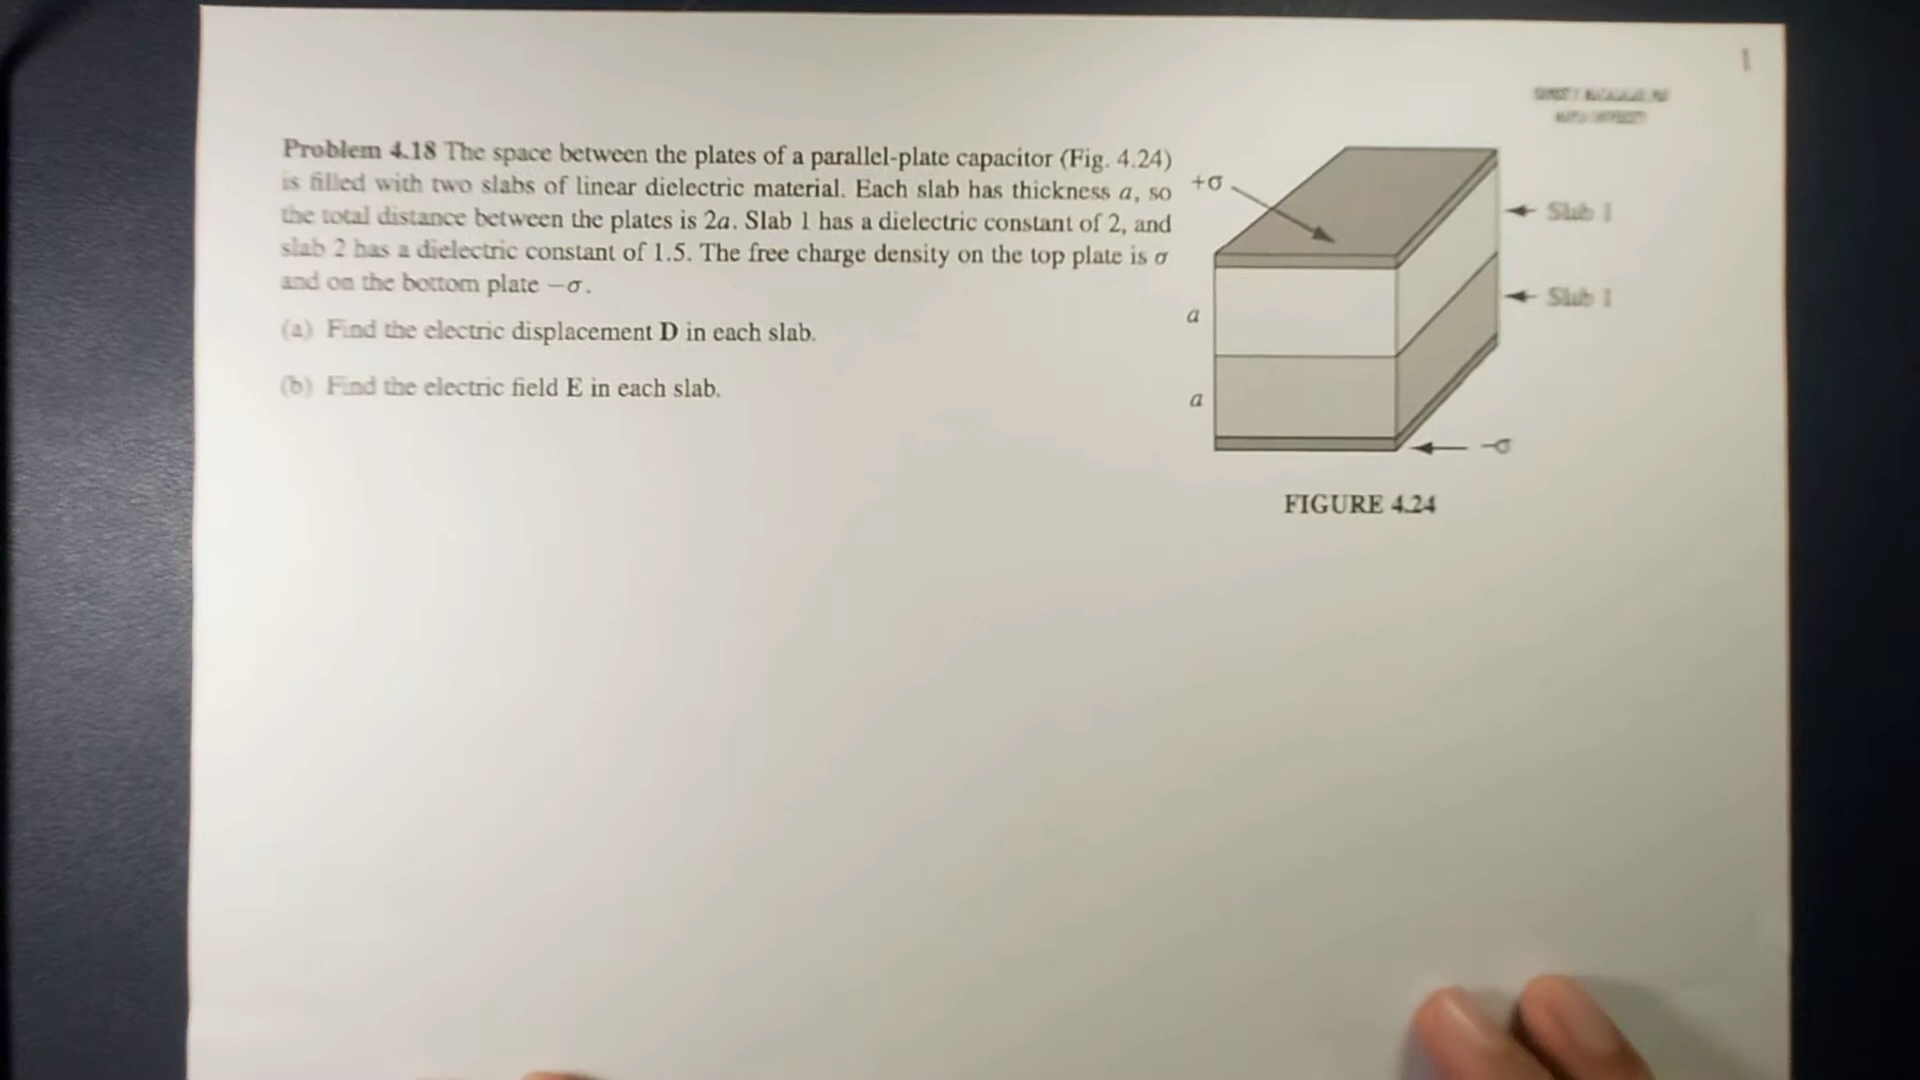 1
Problem 4.18 The space between the plates of a parallel-plate capacitor (Fig. 4.24)
is filled with two slabs of linear dielectric material. Each slab has thickness a, so
the total distance between the plates is 2a. Slab 1 has a dielectric constant of 2, and
slab 2 has a dielectric constant of 1.5. The free charge density on the top plate is σ
and on the bottom plate −σ.
(a) Find the electric displacement D in each slab.
(b) Find the electric field E in each slab.
+σ
Slab 1
Slab 1
a
a
−σ
FIGURE 4.24